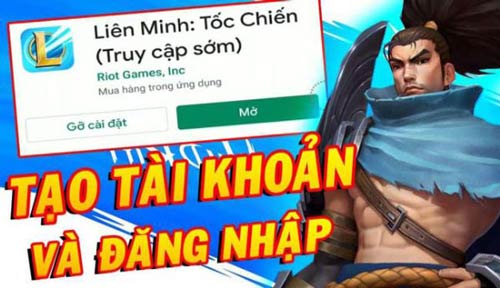 Liên Minh: Tốc Chiến
(Truy cập sớm)
Riot Games, Inc
Mua hàng trong ứng dụng
Gỡ cài đặt
Mở
TẠO TÀI KHOẢN
VÀ ĐĂNG NHẬP